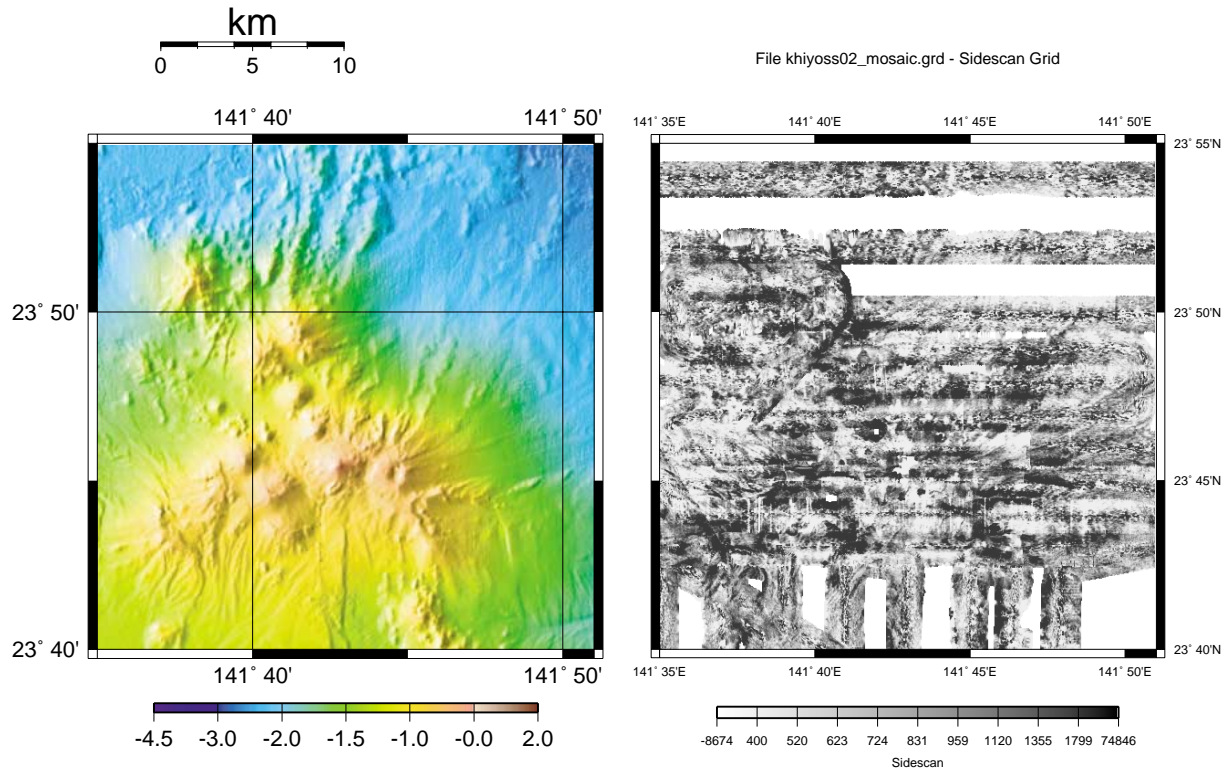 km
0 5 10
File khiyoss02_mosaic.grd - Sidescan Grid
141˚ 40' 141˚ 50'
141˚ 35'E 141˚ 40'E 141˚ 45'E 141˚ 50'E
23˚ 55'N
23˚ 50' 23˚ 50'N
23˚ 45'N
23˚ 40' 23˚ 40'N
141˚ 40' 141˚ 50'
141˚ 35'E 141˚ 40'E 141˚ 45'E 141˚ 50'E
-4.5 -3.0 -2.0 -1.5 -1.0 -0.0 2.0
-8674 400 520 623 724 831 959 1120 1355 1799 74846
Sidescan